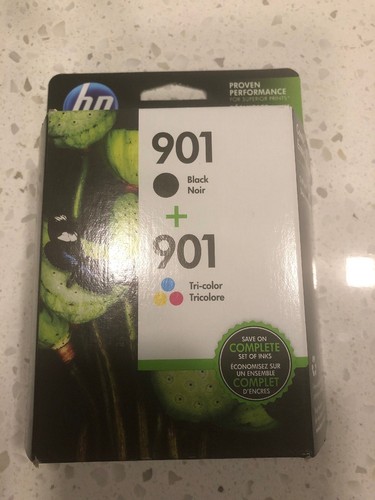 hp
PROVEN
PERFORMANCE
FOR SUPERIOR PRINTS
901
Black
Noir
+
901
Tri-color
Tricolore
SAVE ON
COMPLETE
SET OF INKS
ÉCONOMISEZ SUR
UN ENSEMBLE
COMPLET
D'ENCRES